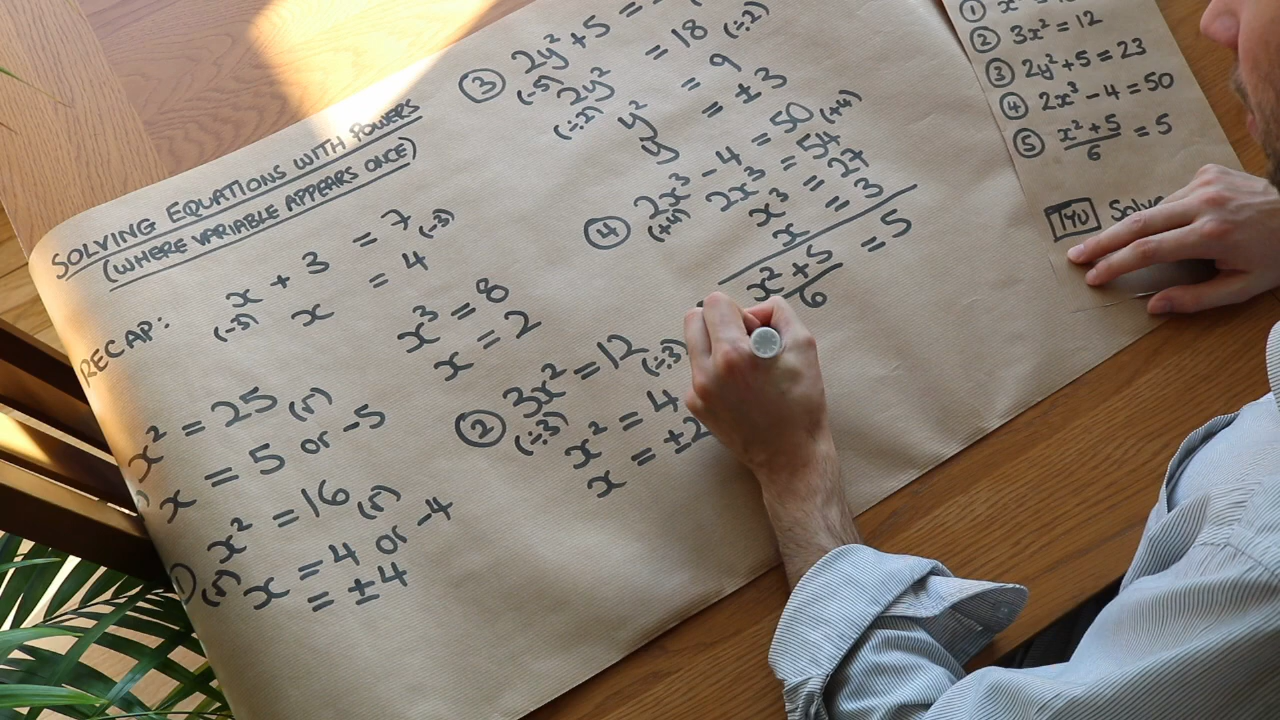 SOLVING EQUATIONS WITH POWERS
(WHERE VARIABLE APPEARS ONCE)
RECAP:
x + 3 = 7
(-3) x = 4 (-3)
x² = 25 (√)
x = 5 or -5
x³ = 8
x = 2
① x² = 16 (√)
(√) x = 4 or -4
= ±4
② 3x² = 12 (÷3)
(÷3)
x² = 4
x = ±2
③ 2y² + 5 =
(-5) 2y² = 18 (÷2)
(÷2) y² = 9
y = ±3
④ 2x³ - 4 = 50 (+4)
(+4) 2x³ = 54
x³ = 27
x = 3
x² + 5 = 5
6
① x² =
② 3x² = 12
③ 2y² + 5 = 23
④ 2x³ - 4 = 50
⑤ x² + 5 = 5
6
YU Solve